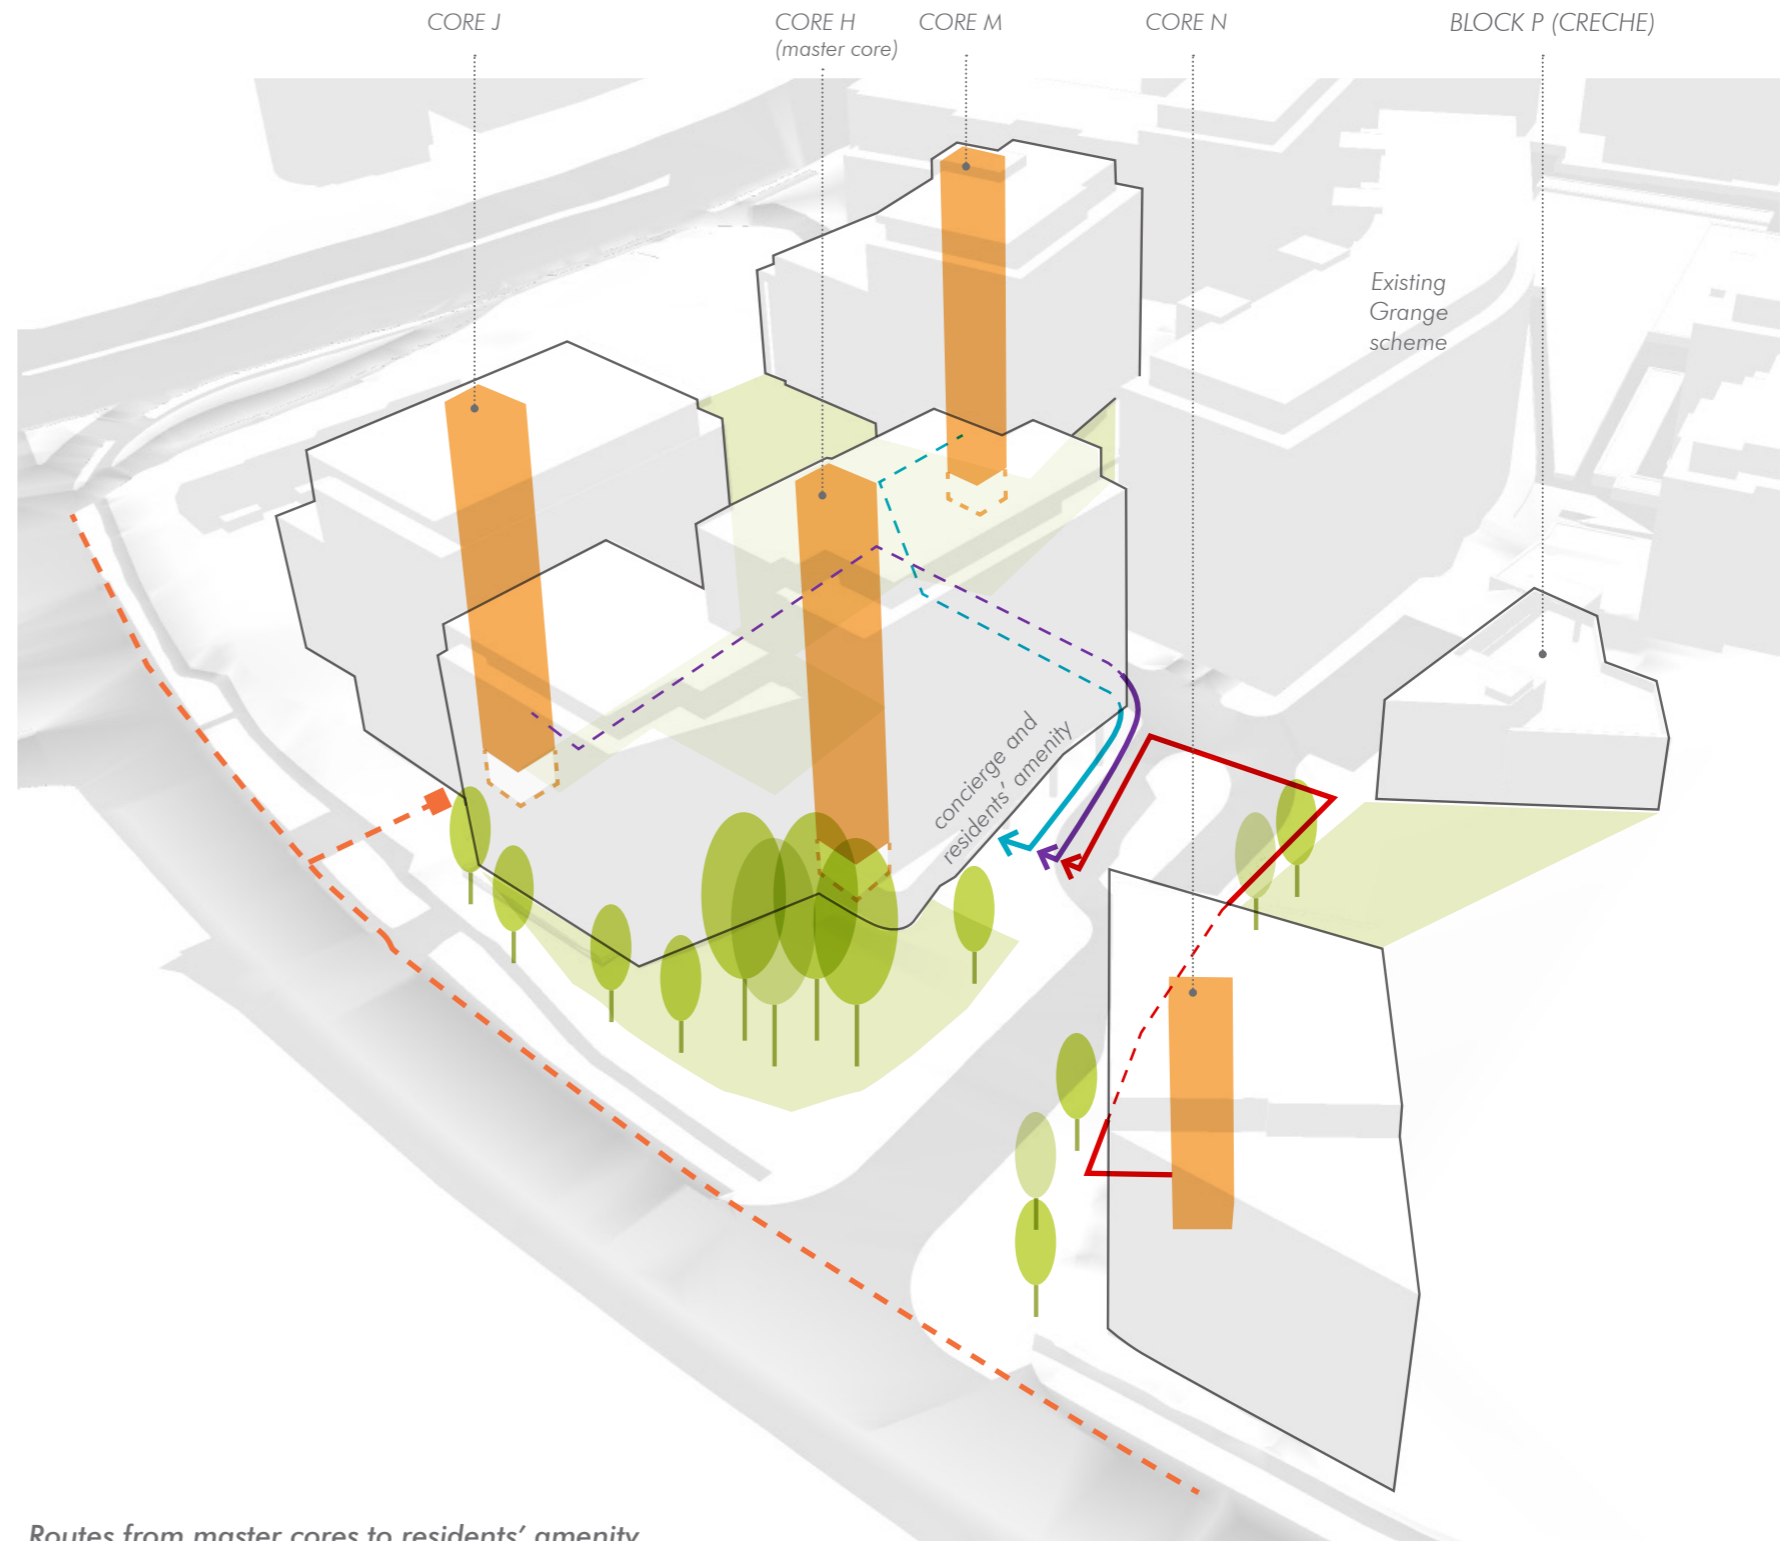 CORE J
CORE H
(master core)
CORE M
CORE N
BLOCK P (CRECHE)
Existing
Grange
scheme
concierge and
residents' amenity
Routes from master cores to residents' amenity